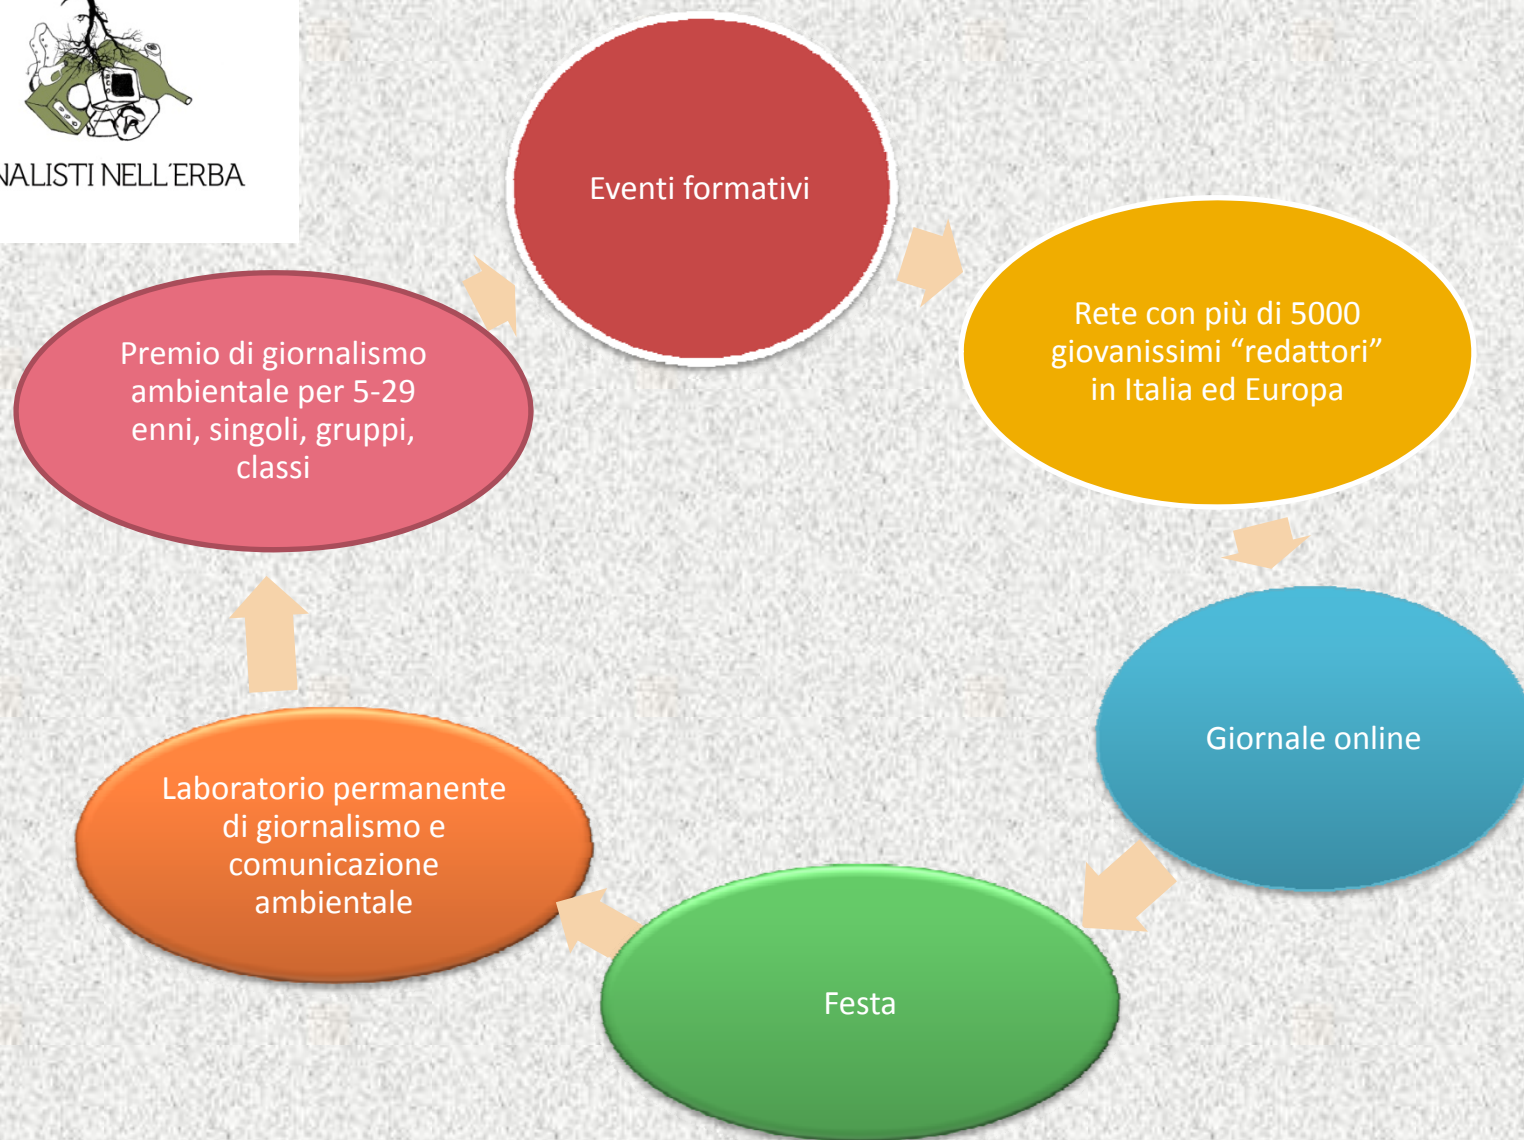 NALISTI NELL'ERBA
Eventi formativi
Rete con più di 5000
giovanissimi “redattori”
in Italia ed Europa
Giornale online
Festa
Laboratorio permanente
di giornalismo e
comunicazione
ambientale
Premio di giornalismo
ambientale per 5-29
enni, singoli, gruppi,
classi